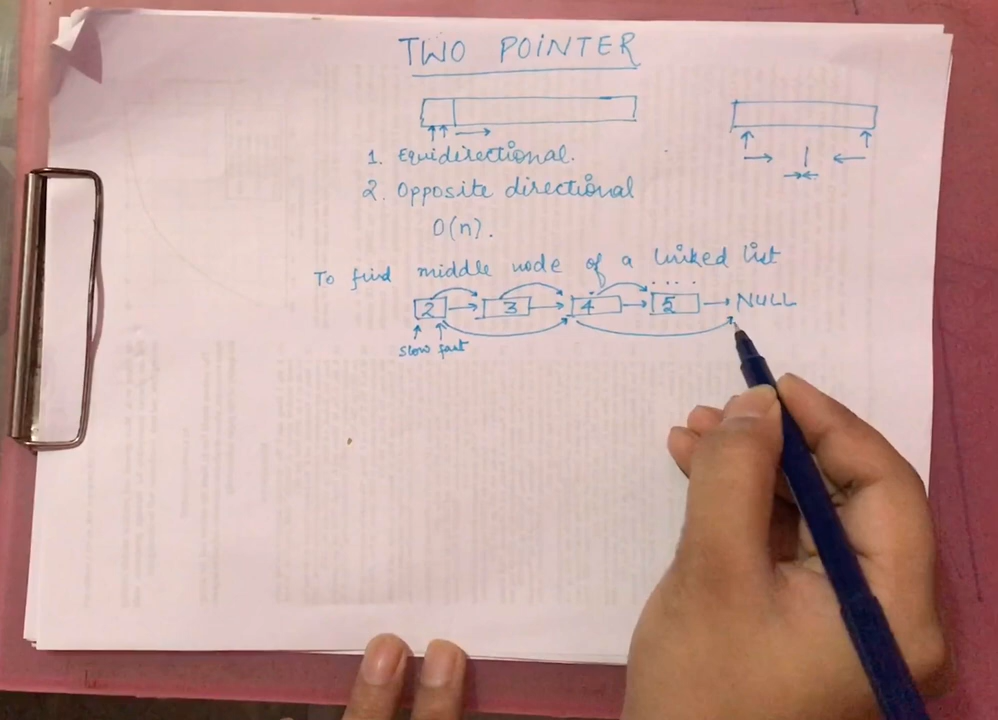 TWO POINTER
1. Equidirectional.
2. Opposite directional
O(n).
To find middle node of a linked list
2 3 4 5 NULL
slow fast